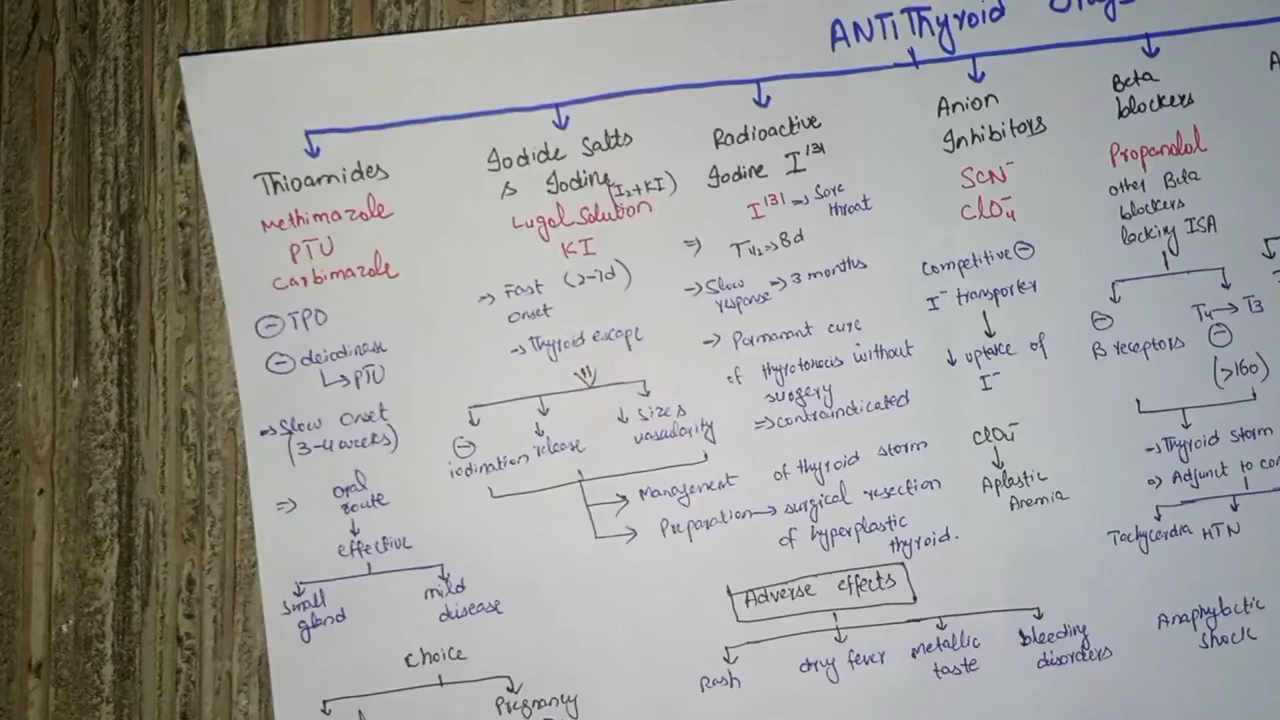 ANTIThyroid Drugs
Thioamides
Methimazole
PTU
Carbimazole
⊖ TPO
⊖ deiodinase
↳ PTU
→ Slow onset
(3-4 weeks)
⇒ oral
route
↓
effective
small
gland
mild
disease
choice
Pregnancy
Iodide Salts
& Iodine (I₂+KI)
Lugal Solution
KI
→ Fast (2-7d)
onset
→ Thyroid escape
⊖
iodination
↓
release
↓ size &
vasularity
Management of thyroid storm
Preparation → surgical resection
of hyperplastic
thyroid.
Radioactive
Iodine I¹³¹
I¹³¹ ⇒ Sore
throat
⇒ T½ ⇒ 8d
→ Slow
response → 3 months
→ Permanant cure
of thyrotoxicosis without
surgery
⇒ contraindicated
Anion
Inhibitors
SCN⁻
ClO₄⁻
Competitive ⊖
I⁻ transporter
↓
↓ uptake of
I⁻
ClO₄⁻
↓
Aplastic
Anemia
Beta
blockers
Propanolol
other Beta
blockers
lacking ISA
⊖
B receptors
T₄ → T₃
⊖
(>160)
→ Thyroid storm
⇒ Adjunct to
Tachycardia
HTN
Anaphylactic
shock
Adverse effects
Rash
drug fever
metallic
taste
bleeding
disorders